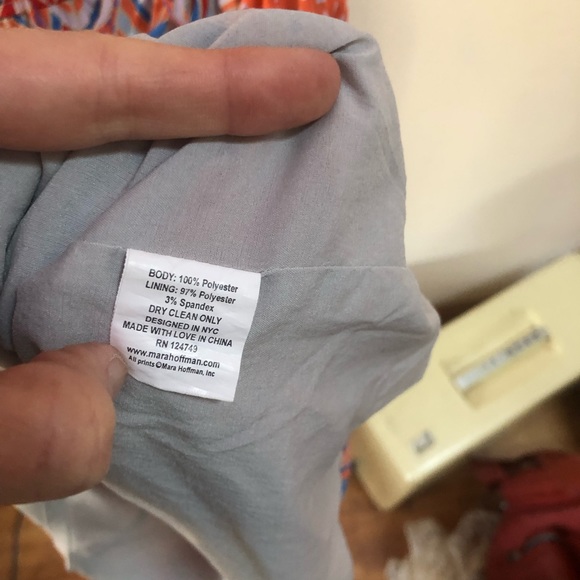 BODY: 100% Polyester
LINING: 97% Polyester
3% Spandex
DRY CLEAN ONLY
DESIGNED IN NYC
MADE WITH LOVE IN CHINA
RN 124749
www.marahoffman.com
All prints ©Mara Hoffman, Inc